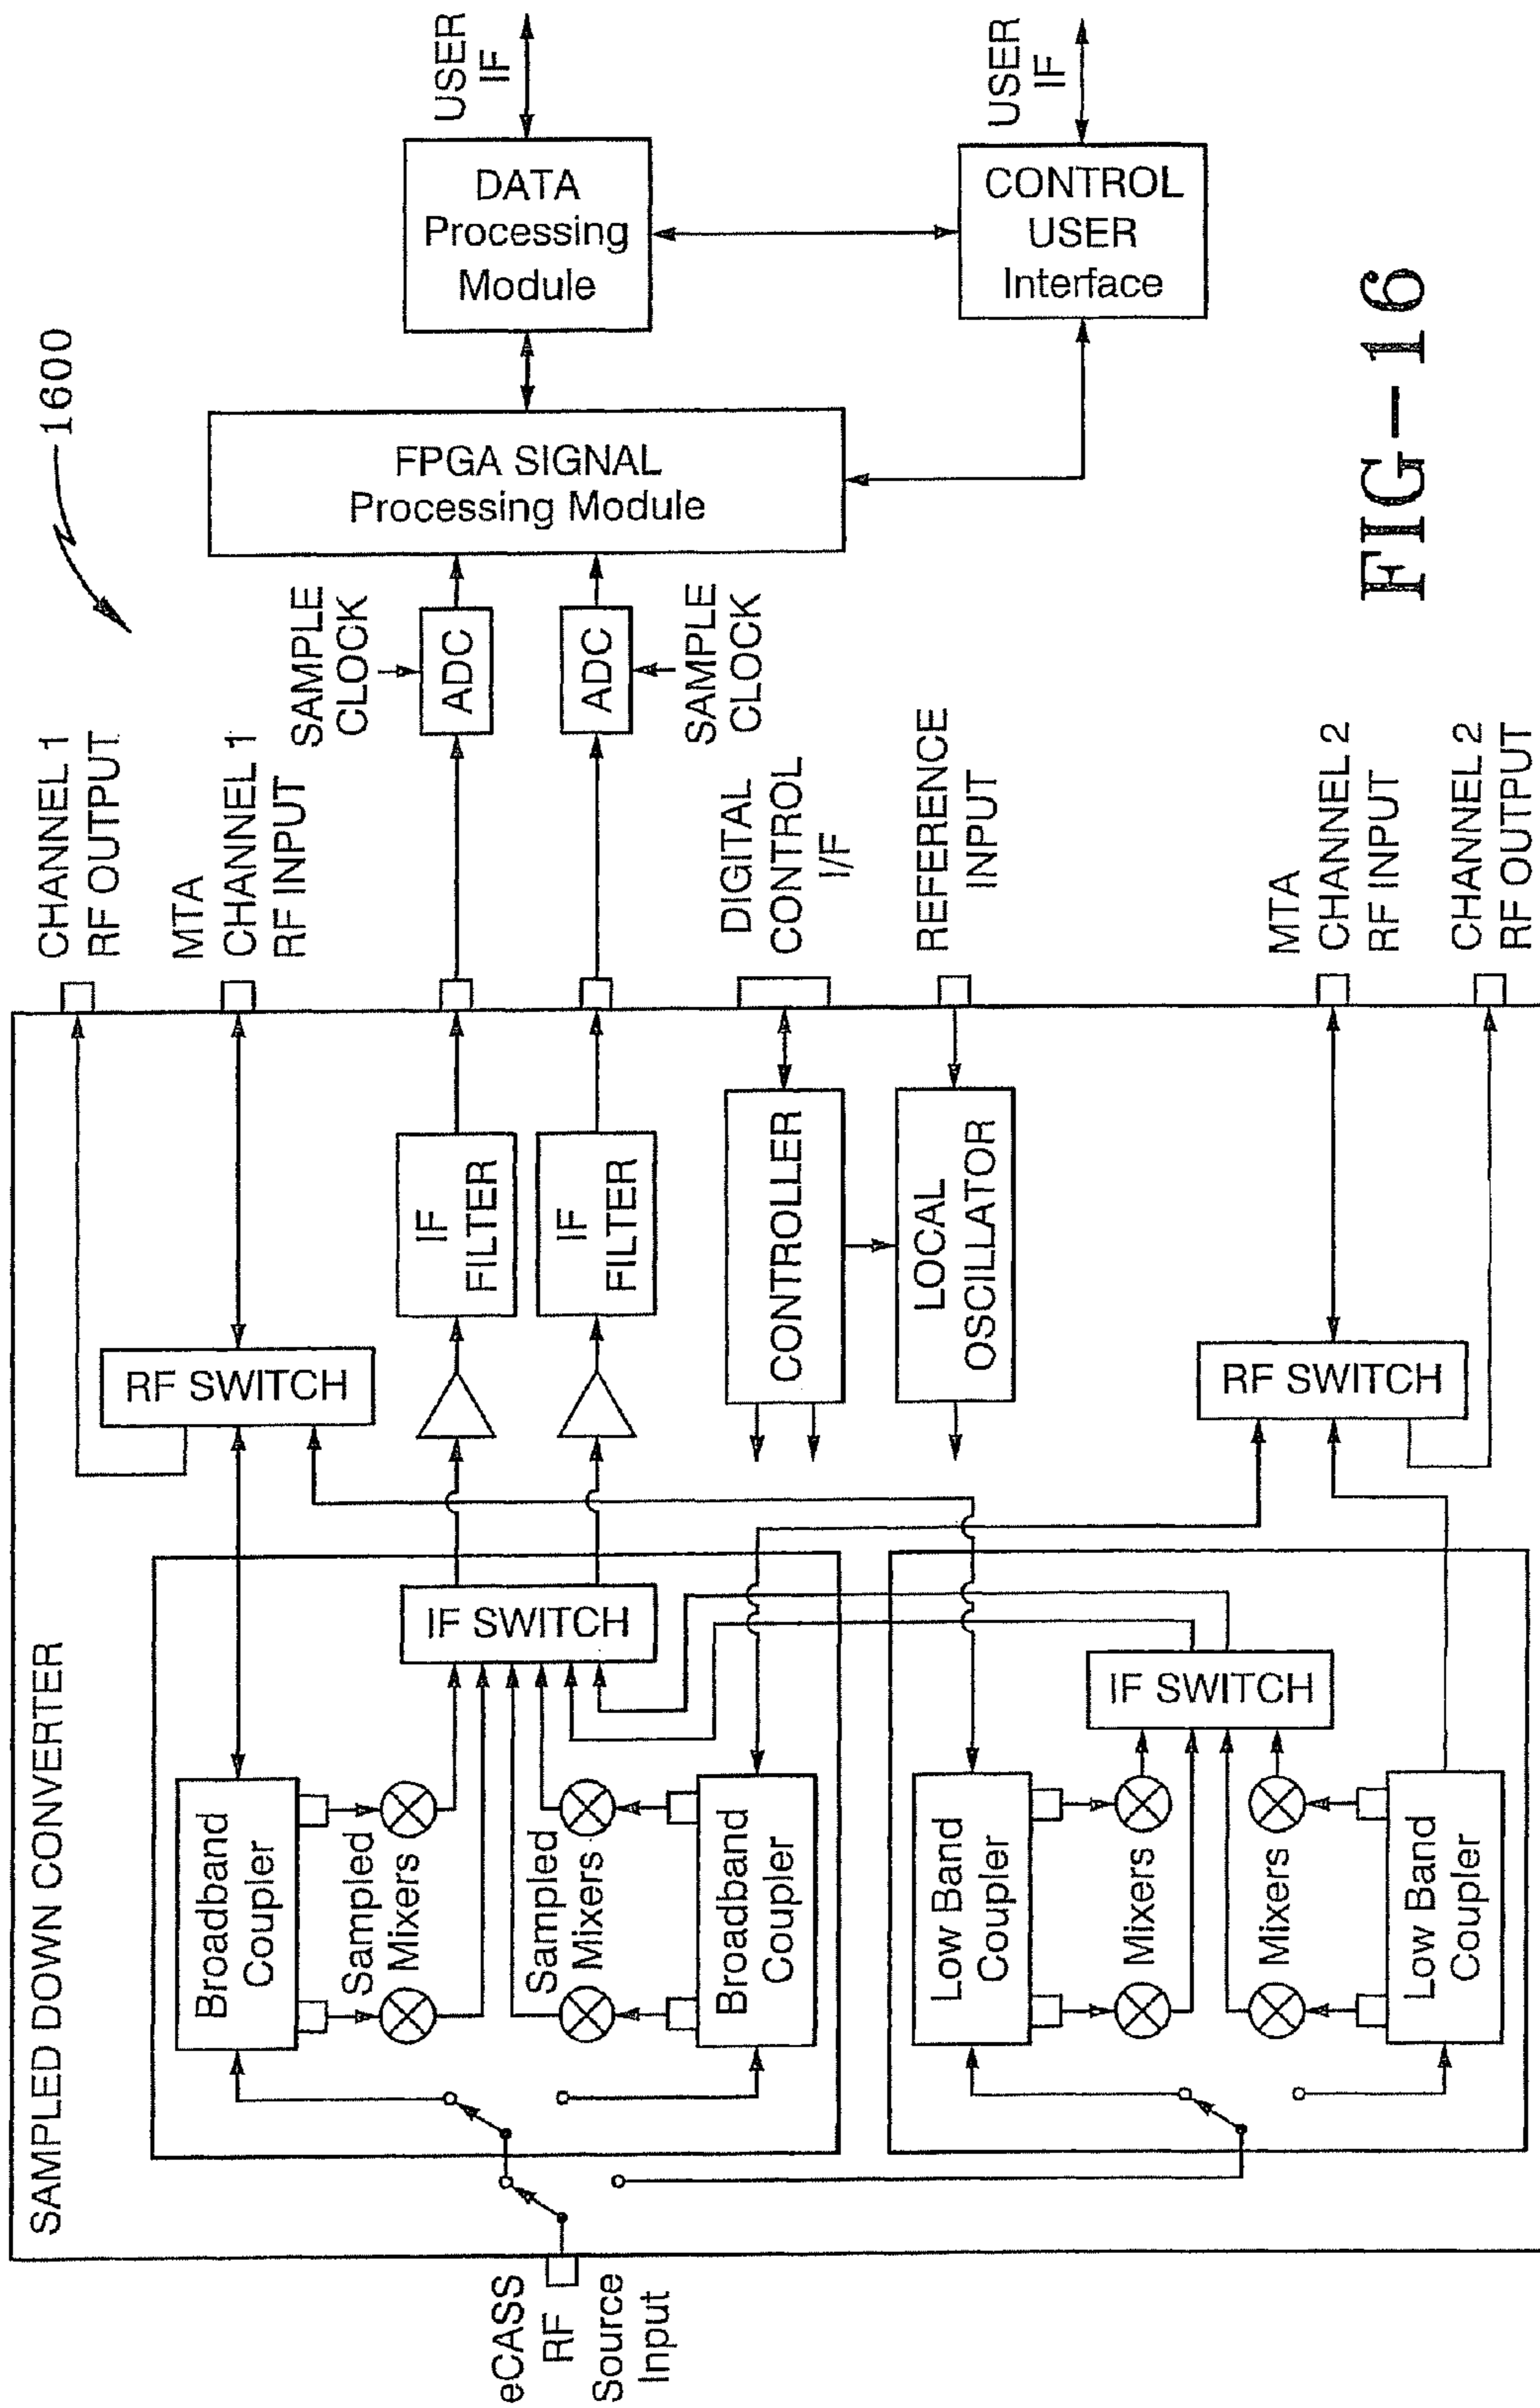 1600
SAMPLED DOWN CONVERTER
eCASS
RF
Source
Input
Broadband
Coupler
Sampled
Mixers
Sampled
Mixers
Broadband
Coupler
IF SWITCH
Low Band
Coupler
Mixers
Mixers
Low Band
Coupler
IF SWITCH
RF SWITCH
IF
FILTER
IF
FILTER
CONTROLLER
LOCAL
OSCILLATOR
RF SWITCH
CHANNEL 1
RF OUTPUT
MTA
CHANNEL 1
RF INPUT
SAMPLE
CLOCK
ADC
ADC
SAMPLE
CLOCK
DIGITAL
CONTROL
I/F
REFERENCE
INPUT
MTA
CHANNEL 2
RF INPUT
CHANNEL 2
RF OUTPUT
FPGA SIGNAL
Processing Module
DATA
Processing
Module
USER
IF
CONTROL
USER
Interface
USER
IF
FIG-16